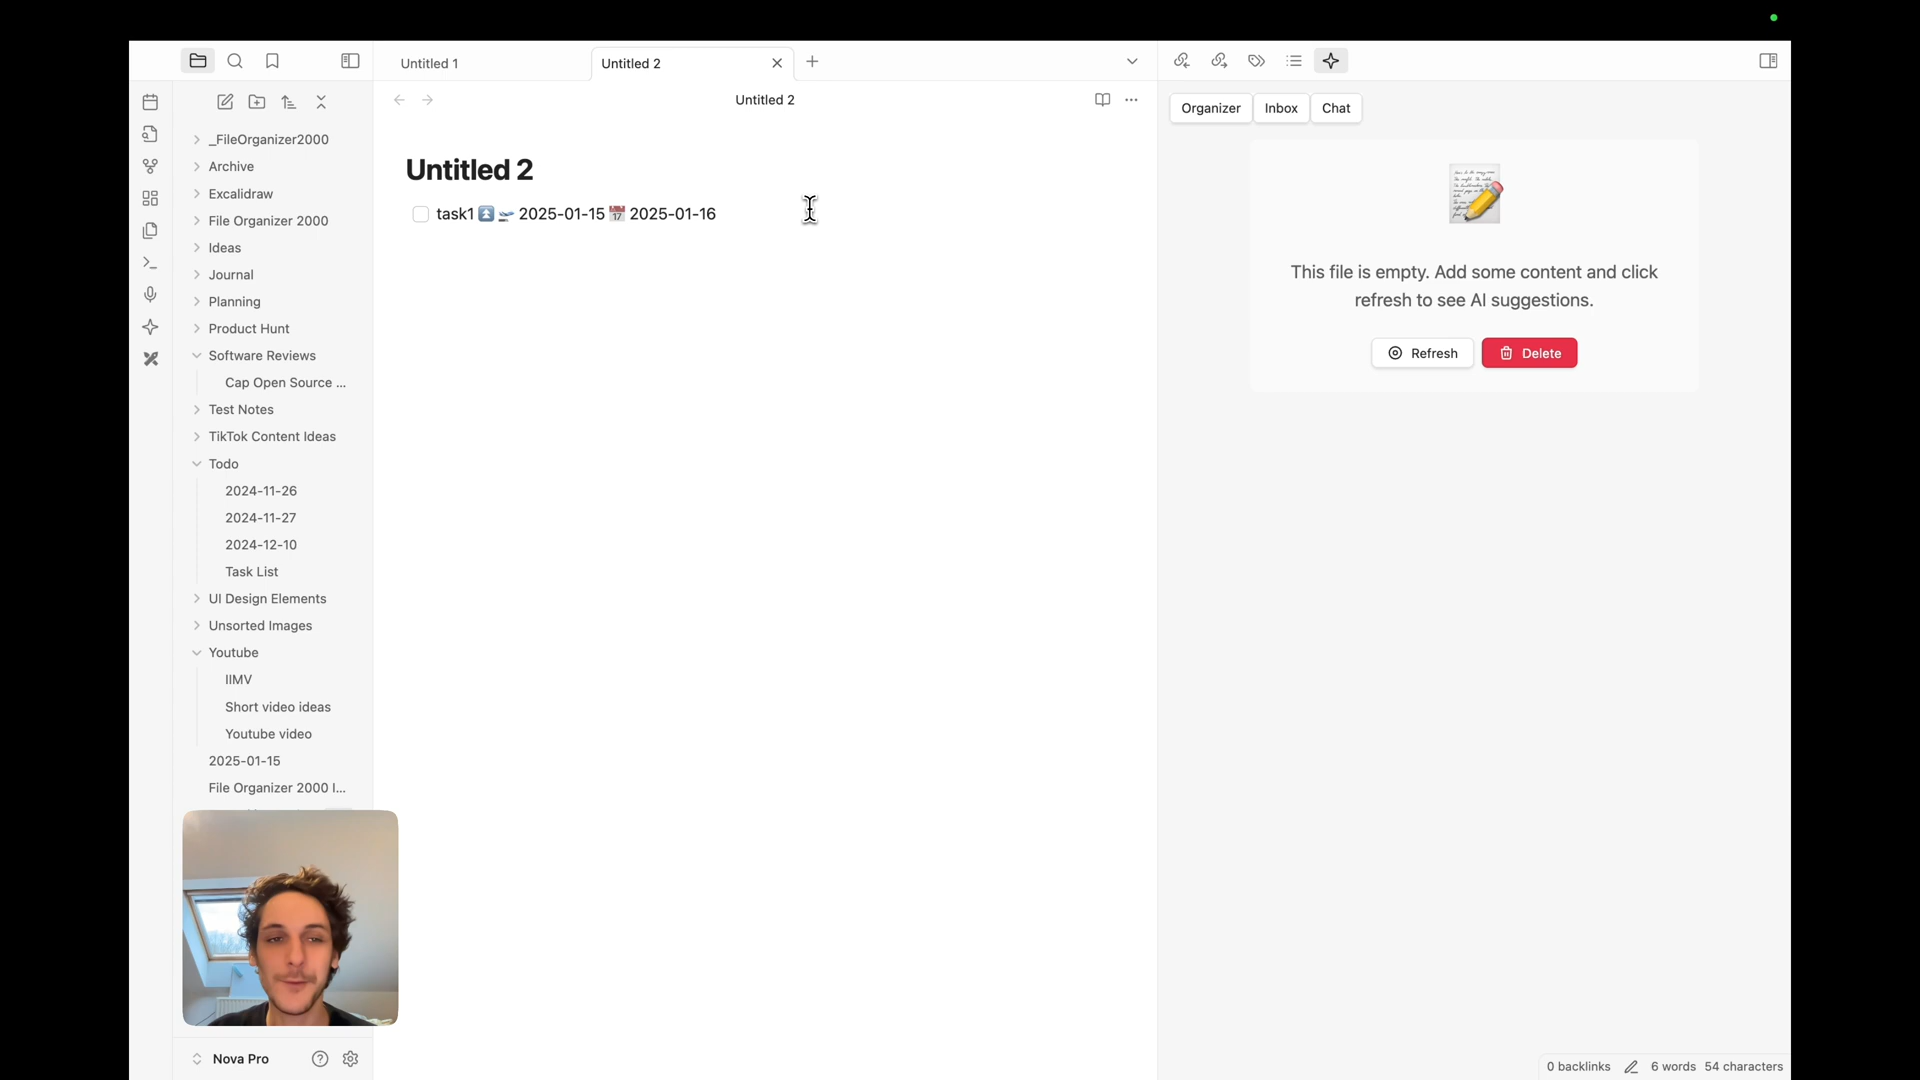 Untitled 1
Untitled 2
Untitled 2
_FileOrganizer2000
Archive
Excalidraw
File Organizer 2000
Ideas
Journal
Planning
Product Hunt
Software Reviews
Cap Open Source ...
Test Notes
TikTok Content Ideas
Todo
2024-11-26
2024-11-27
2024-12-10
Task List
UI Design Elements
Unsorted Images
Youtube
IIMV
Short video ideas
Youtube video
2025-01-15
File Organizer 2000 I...
Nova Pro
Untitled 2
task1 ⏫ 🛫 2025-01-15 📅 2025-01-16
Organizer Inbox Chat
This file is empty. Add some content and click
refresh to see AI suggestions.
Refresh Delete
0 backlinks 6 words 54 characters